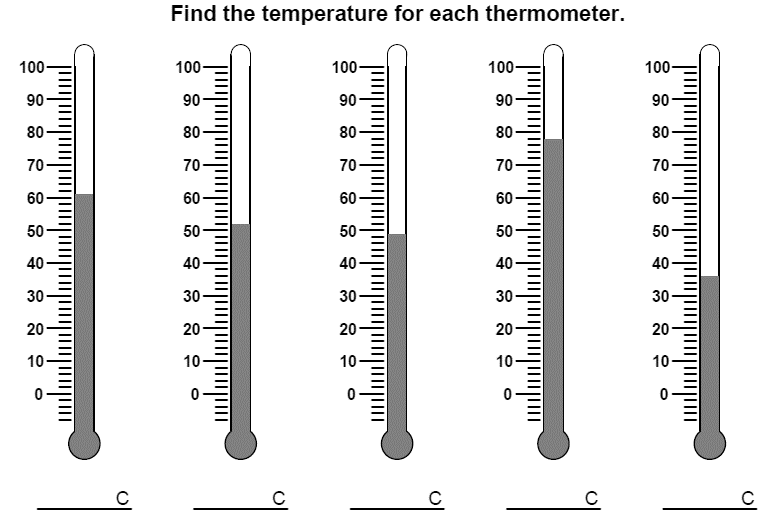 Find the temperature for each thermometer.
100 100 100 100 100
90 90 90 90 90
80 80 80 80 80
70 70 70 70 70
60 60 60 60 60
50 50 50 50 50
40 40 40 40 40
30 30 30 30 30
20 20 20 20 20
10 10 10 10 10
0 0 0 0 0
C C C C C